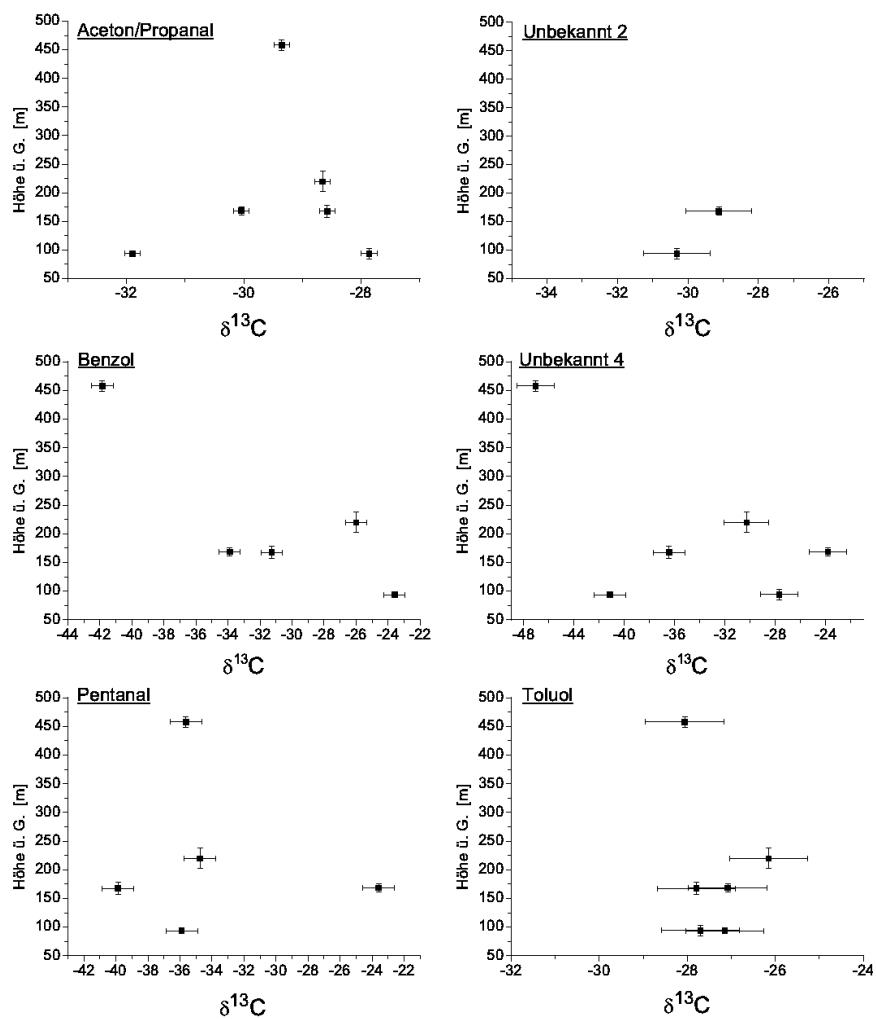 Aceton/Propanal
Höhe ü. G. [m]
500
450
400
350
300
250
200
150
100
50
-32 -30 -28
δ¹³C
Unbekannt 2
Höhe ü. G. [m]
500
450
400
350
300
250
200
150
100
50
-34 -32 -30 -28 -26
δ¹³C
Benzol
Höhe ü. G. [m]
500
450
400
350
300
250
200
150
100
50
-44 -42 -40 -38 -36 -34 -32 -30 -28 -26 -24 -22
δ¹³C
Unbekannt 4
Höhe ü. G. [m]
500
450
400
350
300
250
200
150
100
50
-48 -44 -40 -36 -32 -28 -24
δ¹³C
Pentanal
Höhe ü. G. [m]
500
450
400
350
300
250
200
150
100
50
-42 -40 -38 -36 -34 -32 -30 -28 -26 -24 -22
δ¹³C
Toluol
Höhe ü. G. [m]
500
450
400
350
300
250
200
150
100
50
-32 -30 -28 -26 -24
δ¹³C